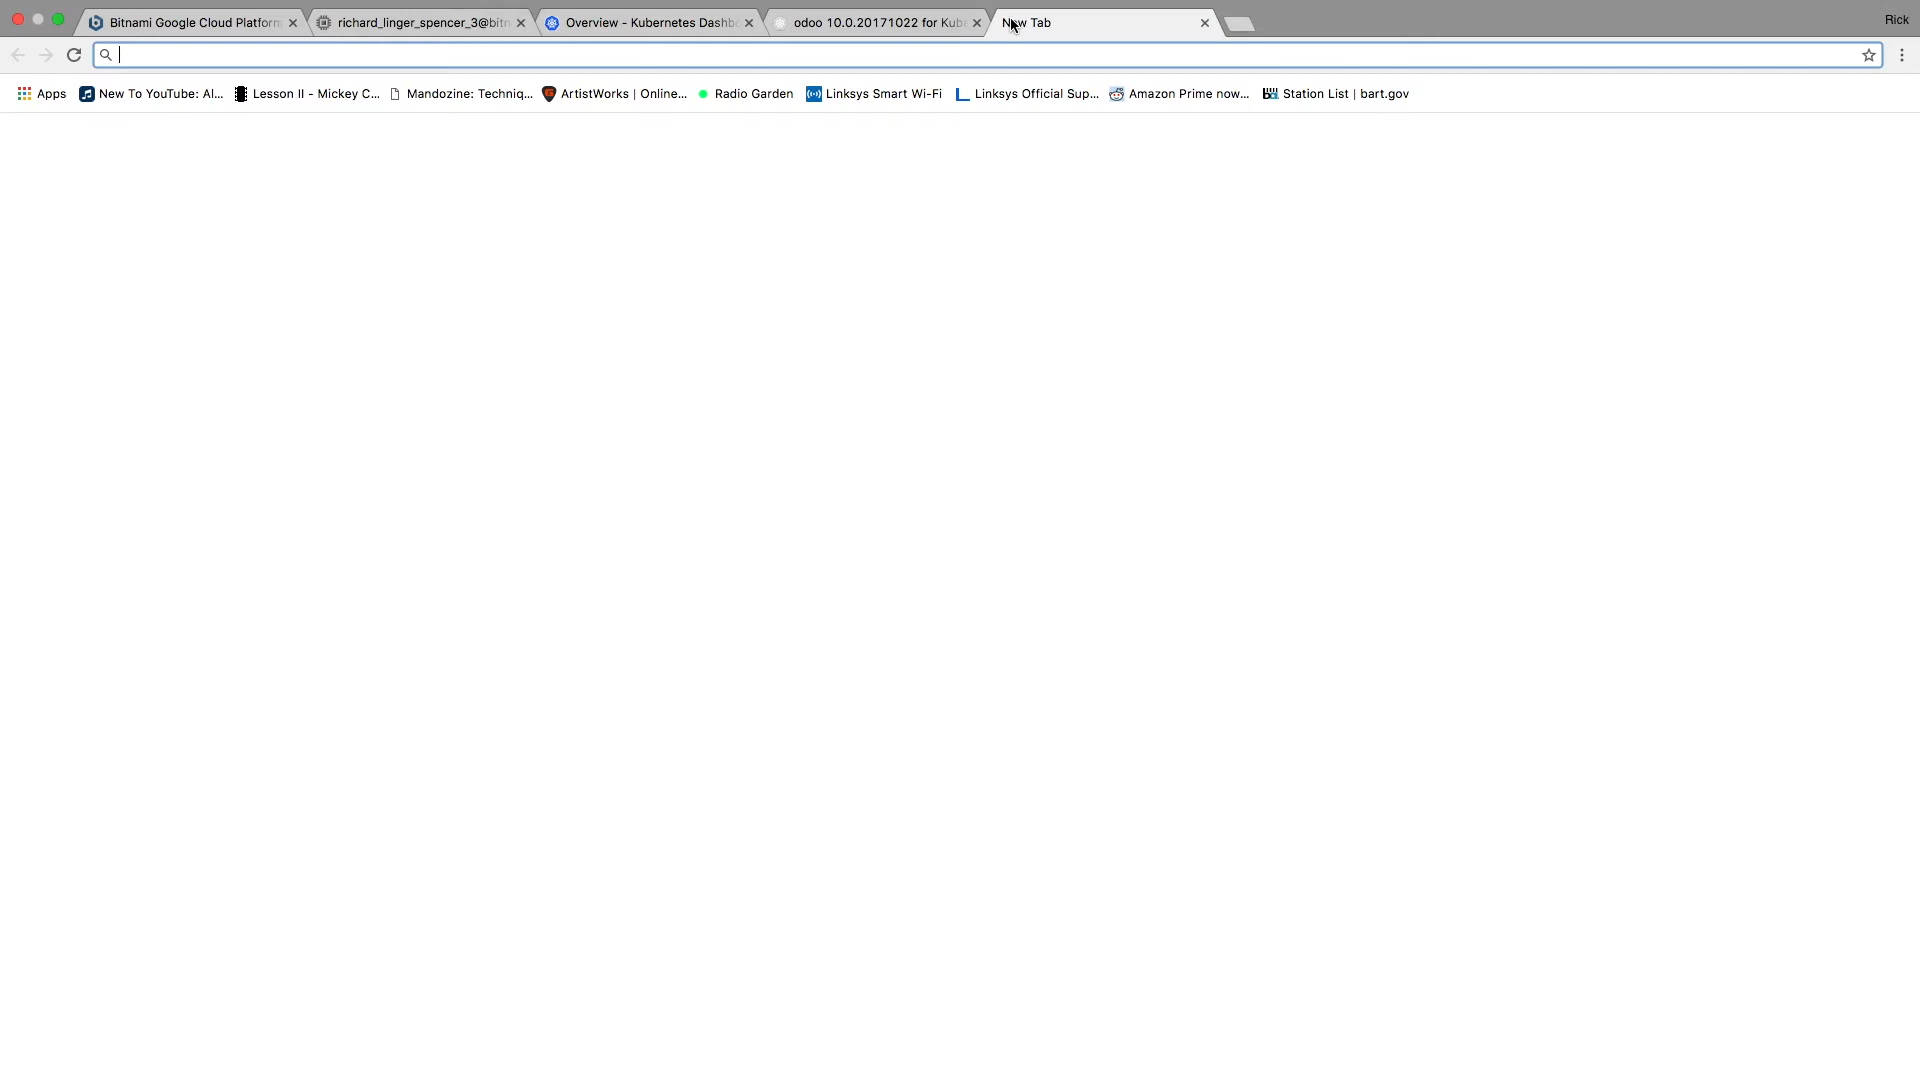 Bitnami Google Cloud Platform richard_linger_spencer_3@bitn Overview - Kubernetes Dashb odoo 10.0.20171022 for Kube New Tab Rick
Apps New To YouTube: Al... Lesson II - Mickey C... Mandozine: Techniq... ArtistWorks | Online... Radio Garden Linksys Smart Wi-Fi Linksys Official Sup... Amazon Prime now... Station List | bart.gov